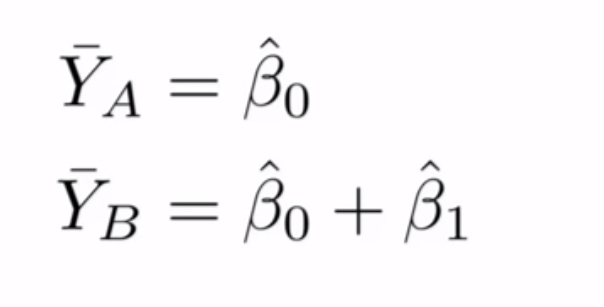 Ȳ_A = β̂_0
Ȳ_B = β̂_0 + β̂_1